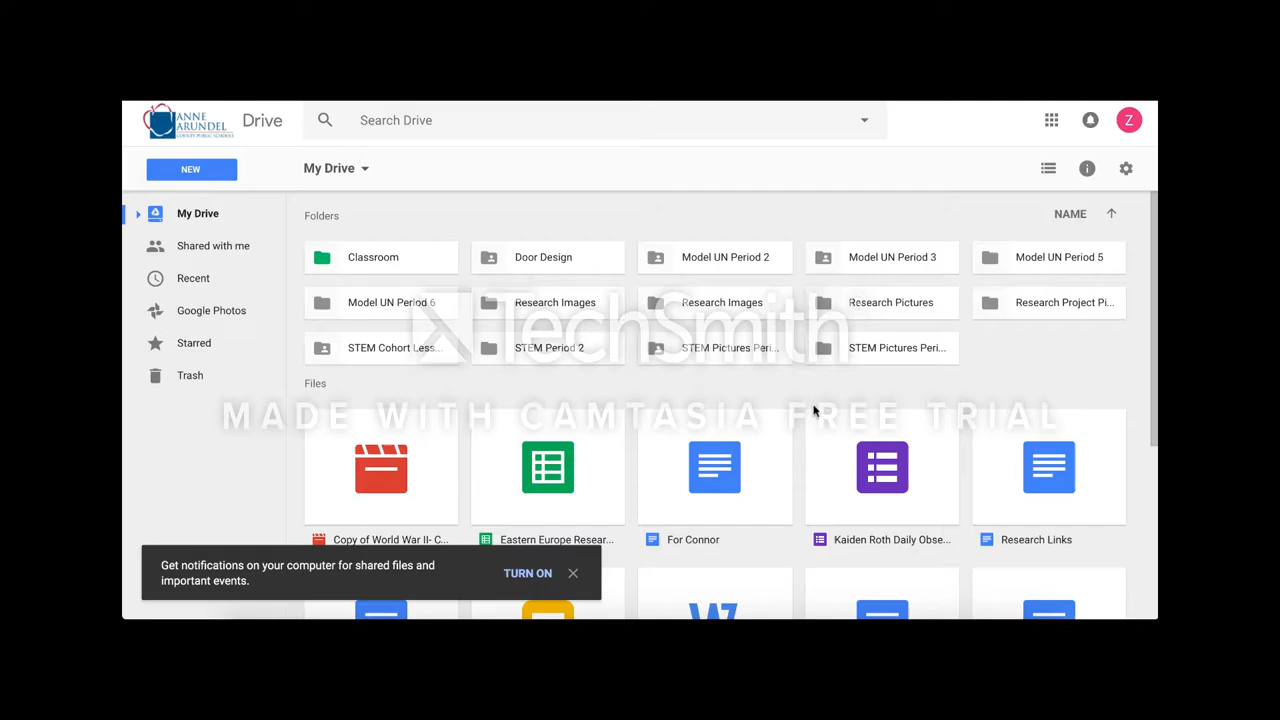 ANNE
ARUNDEL
COUNTY PUBLIC SCHOOLS
Drive
Search Drive
Z
NEW
My Drive
My Drive
Shared with me
Recent
Google Photos
Starred
Trash
Folders
NAME
Classroom
Door Design
Model UN Period 2
Model UN Period 3
Model UN Period 5
Model UN Period 6
Research Images
Research Images
Research Pictures
Research Project Pi...
STEM Cohort Less...
STEM Period 2
STEM Pictures Peri...
STEM Pictures Peri...
TechSmith
Files
MADE WITH CAMTASIA FREE TRIAL
Copy of World War II- C...
Eastern Europe Resear...
For Connor
Kaiden Roth Daily Obse...
Research Links
Get notifications on your computer for shared files and
important events.
TURN ON